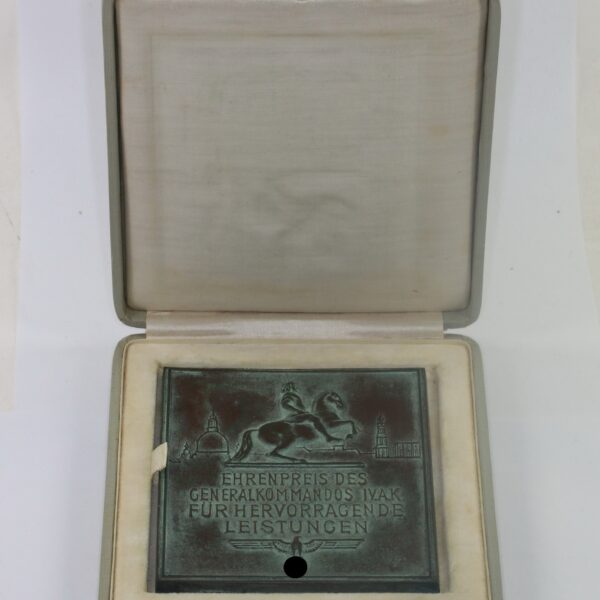 EHRENPREIS DES
GENERALKOMMANDOS IV.A.K.
FÜR HERVORRAGENDE
LEISTUNGEN